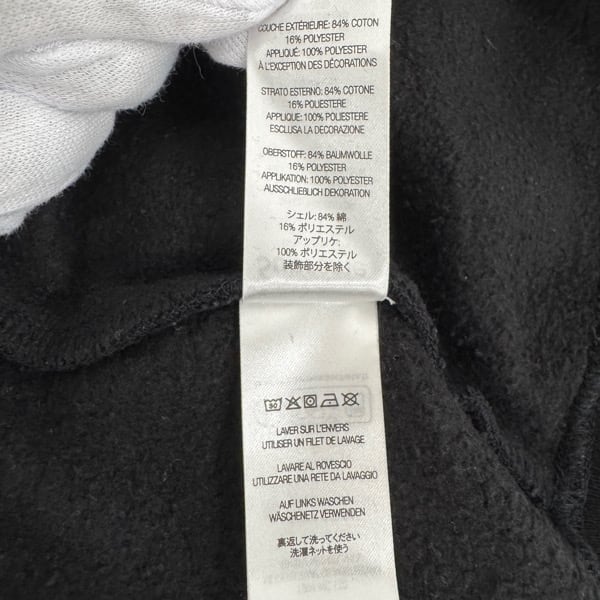 COUCHE EXTÉRIEURE: 84% COTON
16% POLYESTER
APPLIQUÉ: 100% POLYESTER
À L'EXCEPTION DES DÉCORATIONS
STRATO ESTERNO: 84% COTONE
16% POLIESTERE
APPLIQUE: 100% POLIESTERE
ESCLUSA LA DECORAZIONE
OBERSTOFF: 84% BAUMWOLLE
16% POLYESTER
APPLIKATION: 100% POLYESTER
AUSSCHLIEBLICH DEKORATION
シェル: 84% 綿
16% ポリエステル
アップリケ:
100% ポリエステル
装飾部分を除く
30
LAVER SUR L'ENVERS
UTILISER UN FILET DE LAVAGE
LAVARE AL ROVESCIO
UTILIZZARE UNA RETE DA LAVAGGIO
AUF LINKS WASCHEN
WÄSCHENETZ VERWENDEN
裏返して洗ってください
洗濯ネットを使う